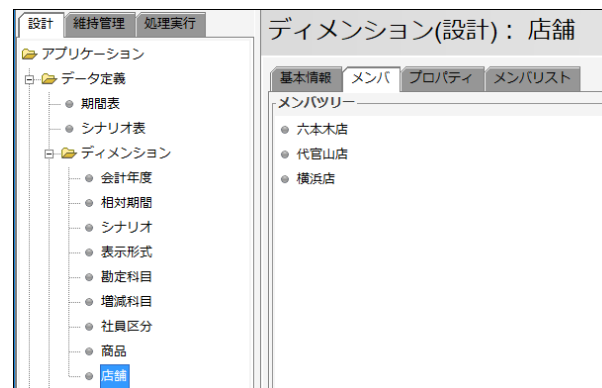 設計 維持管理 処理実行
アプリケーション
データ定義
期間表
シナリオ表
ディメンション
会計年度
相対期間
シナリオ
表示形式
勘定科目
増減科目
社員区分
商品
店舗
ディメンション(設計)： 店舗
基本情報 メンバ プロパティ メンバリスト
メンバツリー
六本木店
代官山店
横浜店